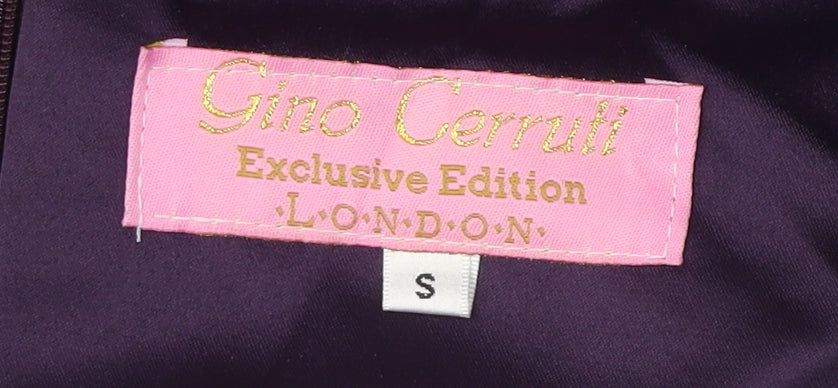 Gino Cerruti
Exclusive Edition
·L·O·N·D·O·N·
S